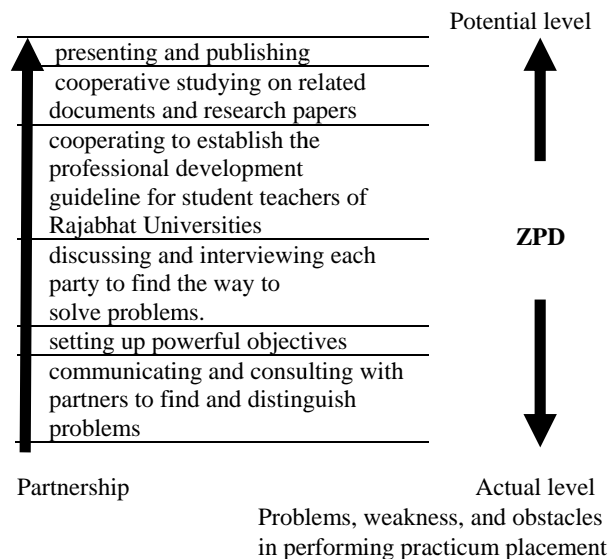 Potential level
presenting and publishing
cooperative studying on related
documents and research papers
cooperating to establish the
professional development
guideline for student teachers of
Rajabhat Universities
ZPD
discussing and interviewing each
party to find the way to
solve problems.
setting up powerful objectives
communicating and consulting with
partners to find and distinguish
problems
Partnership
Actual level
Problems, weakness, and obstacles
in performing practicum placement